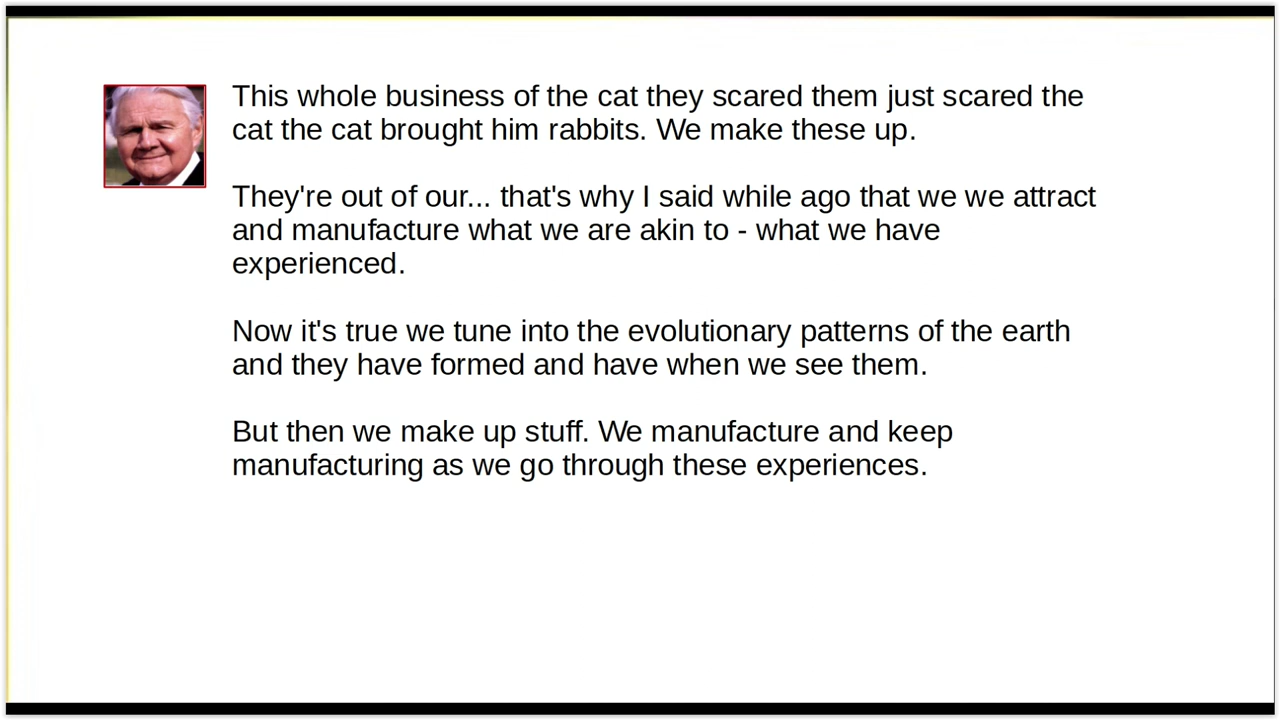 This whole business of the cat they scared them just scared the
cat the cat brought him rabbits. We make these up.
They're out of our... that's why I said while ago that we we attract
and manufacture what we are akin to - what we have
experienced.
Now it's true we tune into the evolutionary patterns of the earth
and they have formed and have when we see them.
But then we make up stuff. We manufacture and keep
manufacturing as we go through these experiences.